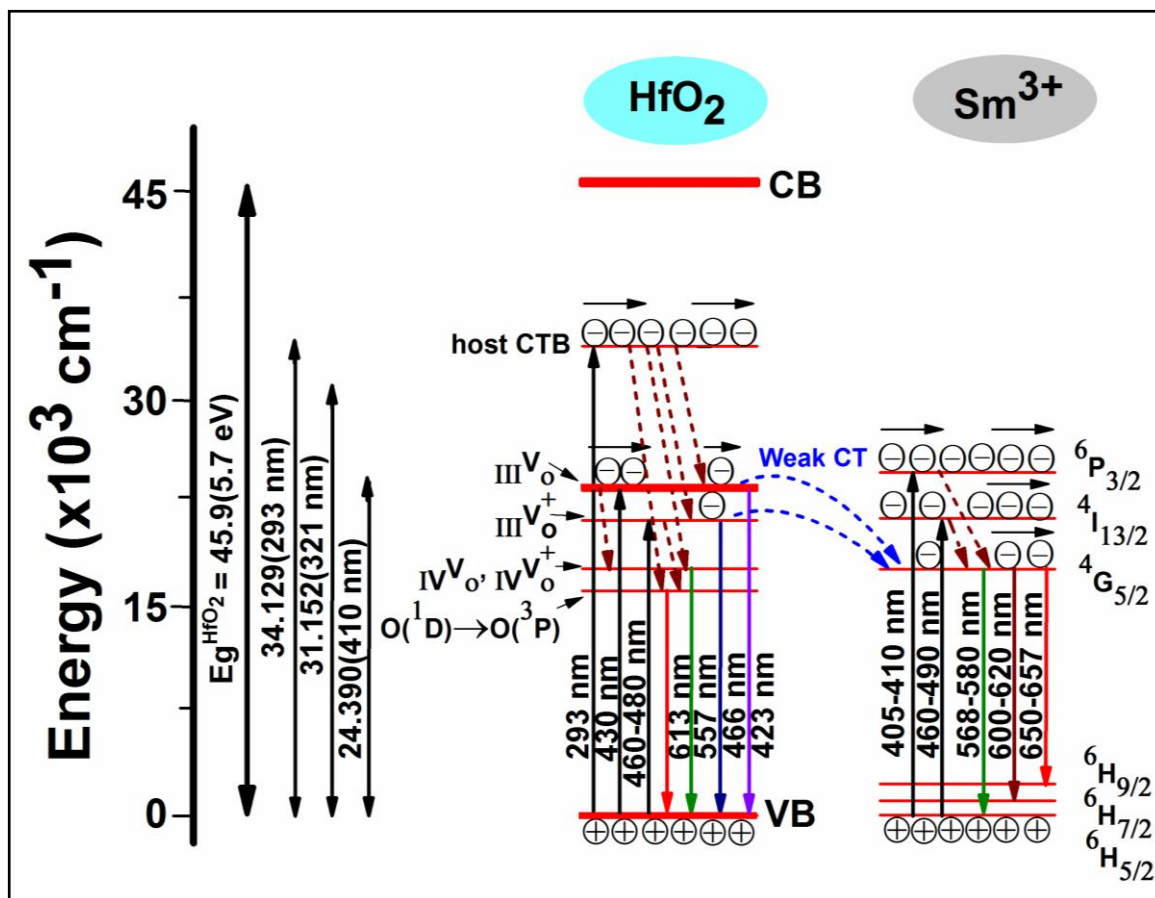 HfO2
Sm3+
Energy (x10^3 cm^-1)
45
30
15
0
Eg^HfO2 = 45.9(5.7 eV)
34.129(293 nm)
31.152(321 nm)
24.390(410 nm)
CB
host CTB
IIIVo
IIIVo+
IVVo, IVVo+
O(1D)→O(3P)
293 nm
430 nm
460-480 nm
613 nm
557 nm
466 nm
423 nm
VB
Weak CT
405-410 nm
460-490 nm
568-580 nm
600-620 nm
650-657 nm
6P3/2
4I13/2
4G5/2
6H9/2
6H7/2
6H5/2